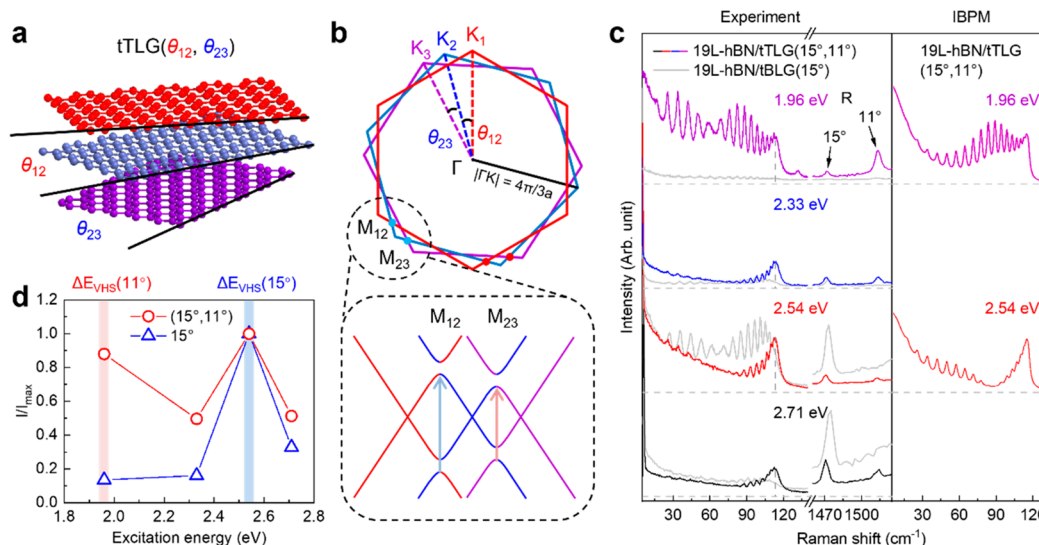 a
tTLG(θ12, θ23)
θ12
θ23
b
K3 K2 K1
θ23 θ12
Γ
|ΓK| = 4π/3a
M12
M23
M12 M23
c
Experiment
IBPM
19L-hBN/tTLG(15°,11°)
19L-hBN/tBLG(15°)
19L-hBN/tTLG
(15°,11°)
1.96 eV
R
15°
11°
1.96 eV
2.33 eV
2.54 eV
2.54 eV
2.71 eV
Intensity (Arb. unit)
30 60 90 120 1470 1500
30 60 90 120
Raman shift (cm-1)
d
ΔEVHS(11°) ΔEVHS(15°)
(15°,11°)
15°
I/Imax
1.0
0.8
0.6
0.4
0.2
0.0
1.8 2.0 2.2 2.4 2.6 2.8
Excitation energy (eV)